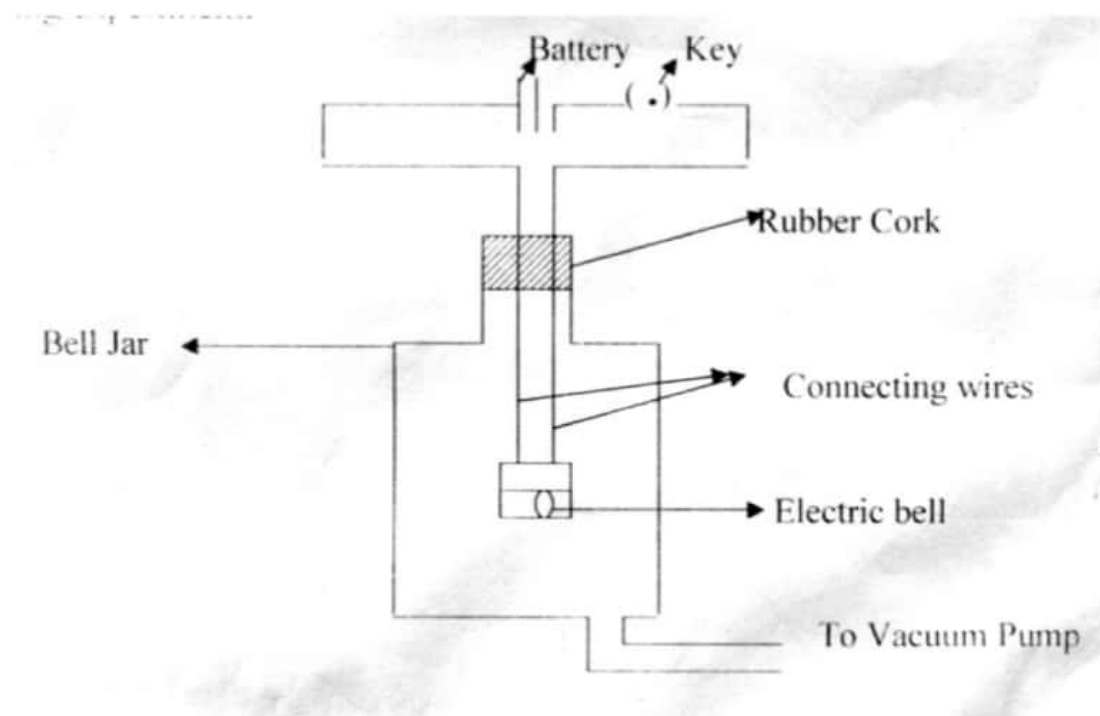 Battery Key
Rubber Cork
Bell Jar
Connecting wires
Electric bell
To Vacuum Pump